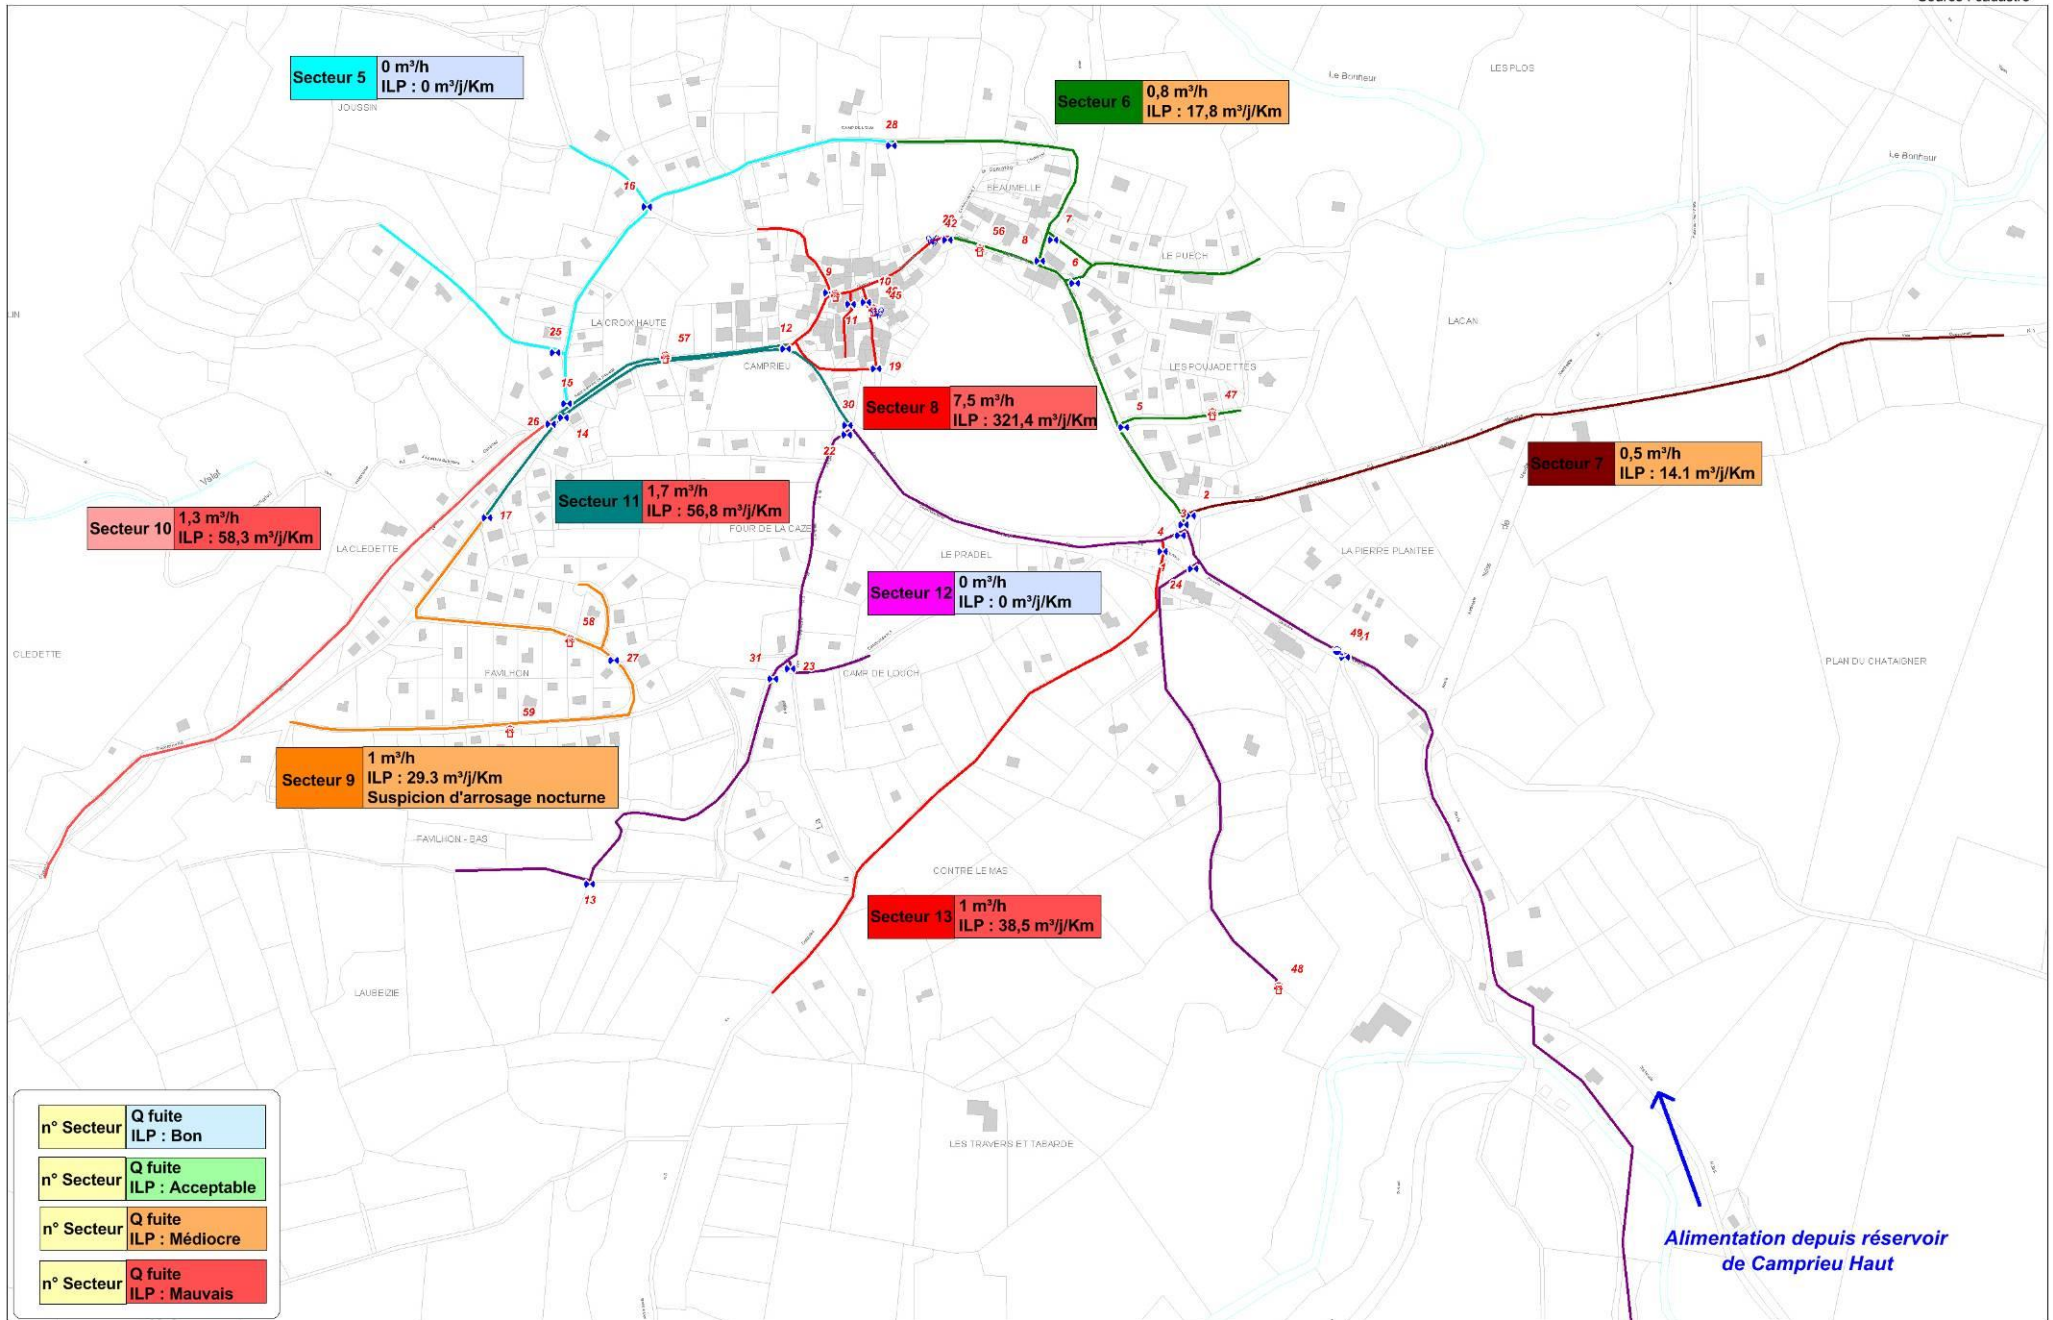 Secteur 5
0 m³/h
ILP : 0 m³/j/Km
JOUSSIN
Secteur 6
0,8 m³/h
ILP : 17,8 m³/j/Km
Le Bonheur
LES PLOS
Le Bonheur
28
16
BEAUMELLE
42
56
8
7
6
LE PUECH
9
10
45
11
12
25
LA CROIX HAUTE
57
CAMPRIEU
19
LACAN
LES POUJADETTES
47
5
15
26
14
30
22
Secteur 8
7,5 m³/h
ILP : 321,4 m³/j/Km
Secteur 7
0,5 m³/h
ILP : 14.1 m³/j/Km
Valat
Secteur 11
1,7 m³/h
ILP : 56,8 m³/j/Km
FOUR DE LA CAZE
Secteur 10
1,3 m³/h
ILP : 58,3 m³/j/Km
17
LA CLEDETTE
2
3
4
1
24
LE PRADEL
LA PIERRE PLANTEE
Secteur 12
0 m³/h
ILP : 0 m³/j/Km
CLEDETTE
58
27
31
23
FAVILHON
CAMP DE LOUCH
PLAN DU CHATAIGNER
59
Secteur 9
1 m³/h
ILP : 29.3 m³/j/Km
Suspicion d'arrosage nocturne
FAVILHON - BAS
La
13
CONTRE LE MAS
Secteur 13
1 m³/h
ILP : 38,5 m³/j/Km
48
LAUBEIZIE
LES TRAVERS ET TABARDE
n° Secteur
Q fuite
ILP : Bon
n° Secteur
Q fuite
ILP : Acceptable
n° Secteur
Q fuite
ILP : Médiocre
n° Secteur
Q fuite
ILP : Mauvais
Alimentation depuis réservoir
de Camprieu Haut